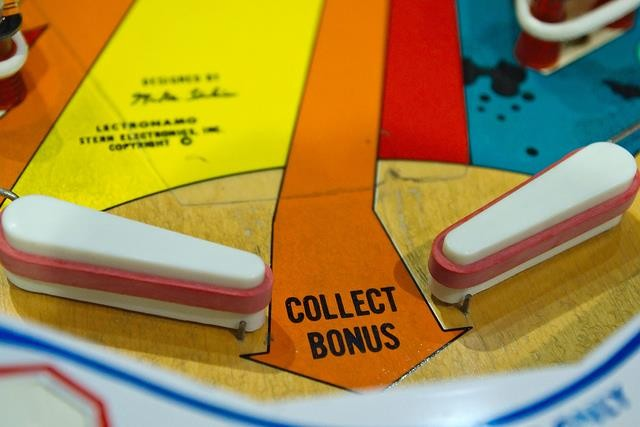 DESIGNED BY
LECTRONAMO
STERN ELECTRONICS, INC.
COPYRIGHT ©
COLLECT
BONUS